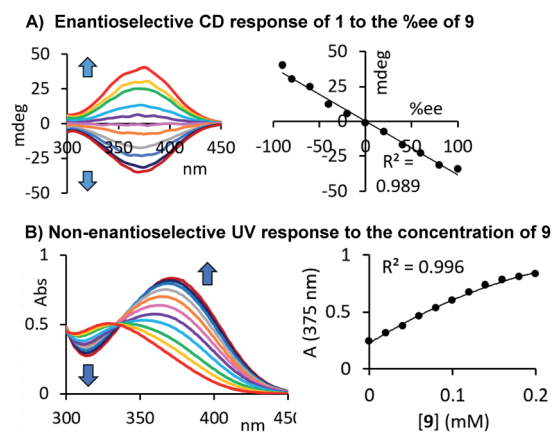 A) Enantioselective CD response of 1 to the %ee of 9
50
25
0
-25
-50
mdeg
300
350
400
450
nm
50
25
0
-25
-50
mdeg
%ee
-100
-50
0
50
100
R² =
0.989
B) Non-enantioselective UV response to the concentration of 9
1
0.5
0
Abs
300
350
400
450
nm
1
0.5
0
A (375 nm)
R² = 0.996
0
0.1
0.2
[9] (mM)